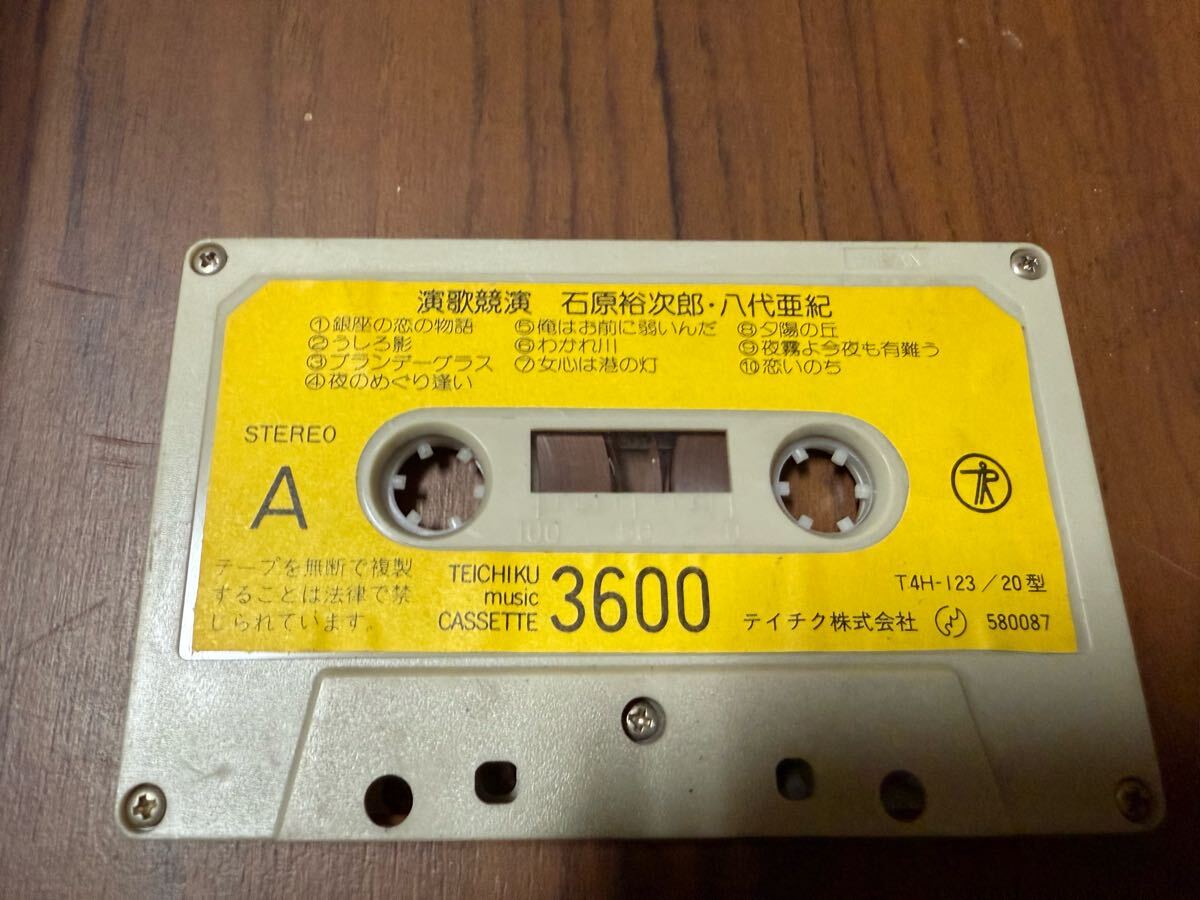 演歌競演 石原裕次郎・八代亜紀
①銀座の恋の物語
②うしろ影
③ブランデーグラス
④夜のめぐり逢い
⑤俺はお前に弱いんだ
⑥わかれ川
⑦女心は港の灯
⑧夕陽の丘
⑨夜霧よ今夜も有難う
⑩恋いのち
STEREO
A
100
テープを無断で複製
することは法律で禁
じられています。
TEICHIKU
music
CASSETTE
3600
T4H-123/20型
テイチク株式会社
580087